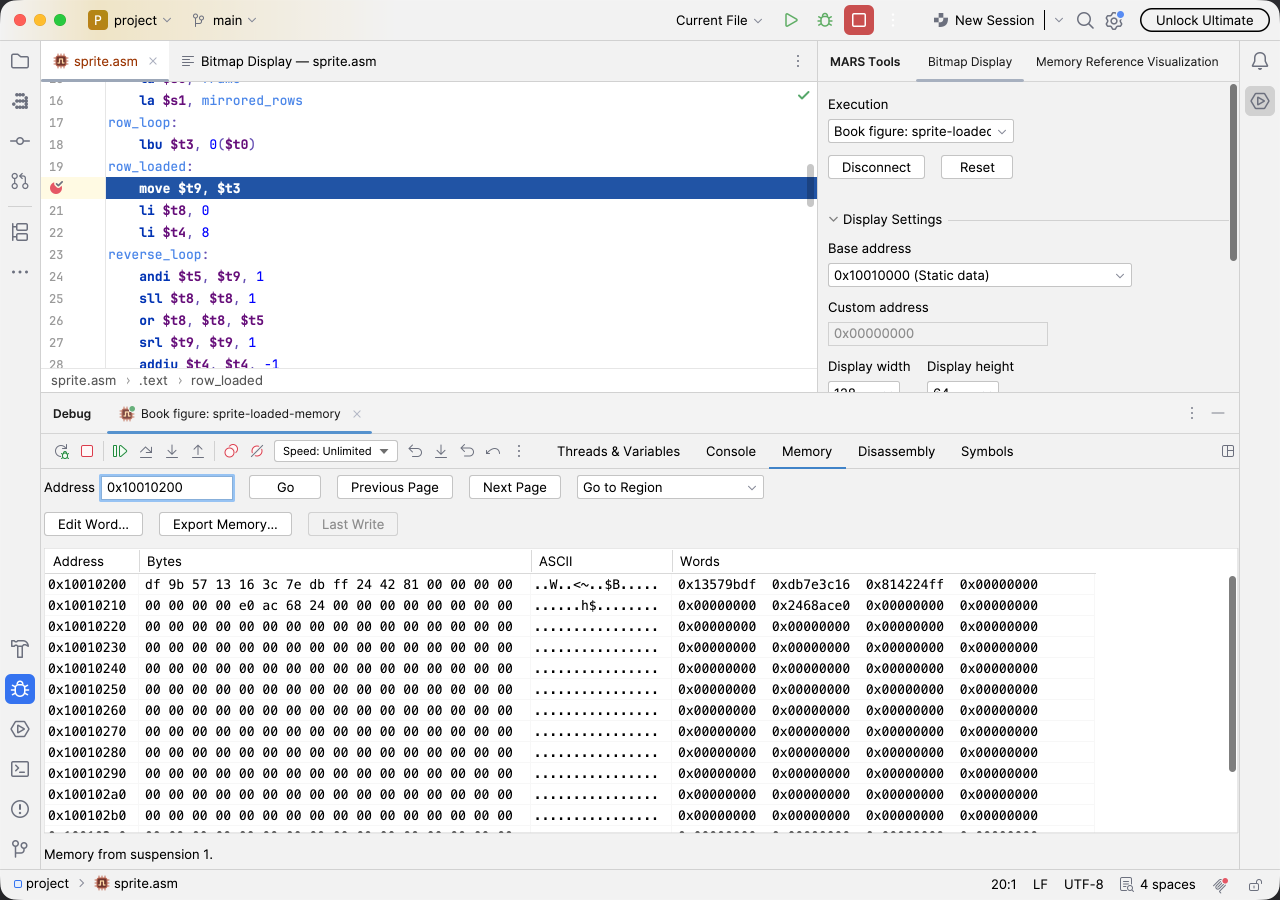 P project main Current File New Session Unlock Ultimate
sprite.asm Bitmap Display — sprite.asm
MARS Tools Bitmap Display Memory Reference Visualization
16 la $s1, mirrored_rows
17 row_loop:
18 lbu $t3, 0($t0)
19 row_loaded:
move $t9, $t3
21 li $t8, 0
22 li $t4, 8
23 reverse_loop:
24 andi $t5, $t9, 1
25 sll $t8, $t8, 1
26 or $t8, $t8, $t5
27 srl $t9, $t9, 1
28 addiu $t4, $t4, -1
sprite.asm › .text › row_loaded
Execution
Book figure: sprite-loaded
Disconnect Reset
Display Settings
Base address
0x10010000 (Static data)
Custom address
0x00000000
Display width Display height
128 64
Debug Book figure: sprite-loaded-memory
Speed: Unlimited Threads & Variables Console Memory Disassembly Symbols
Address 0x10010200 Go Previous Page Next Page Go to Region
Edit Word... Export Memory... Last Write
Address Bytes ASCII Words
0x10010200 df 9b 57 13 16 3c 7e db ff 24 42 81 00 00 00 00 ..W..<~..$B..... 0x13579bdf 0xdb7e3c16 0x814224ff 0x00000000
0x10010210 00 00 00 00 e0 ac 68 24 00 00 00 00 00 00 00 00 ......h$........ 0x00000000 0x2468ace0 0x00000000 0x00000000
0x10010220 00 00 00 00 00 00 00 00 00 00 00 00 00 00 00 00 ................ 0x00000000 0x00000000 0x00000000 0x00000000
0x10010230 00 00 00 00 00 00 00 00 00 00 00 00 00 00 00 00 ................ 0x00000000 0x00000000 0x00000000 0x00000000
0x10010240 00 00 00 00 00 00 00 00 00 00 00 00 00 00 00 00 ................ 0x00000000 0x00000000 0x00000000 0x00000000
0x10010250 00 00 00 00 00 00 00 00 00 00 00 00 00 00 00 00 ................ 0x00000000 0x00000000 0x00000000 0x00000000
0x10010260 00 00 00 00 00 00 00 00 00 00 00 00 00 00 00 00 ................ 0x00000000 0x00000000 0x00000000 0x00000000
0x10010270 00 00 00 00 00 00 00 00 00 00 00 00 00 00 00 00 ................ 0x00000000 0x00000000 0x00000000 0x00000000
0x10010280 00 00 00 00 00 00 00 00 00 00 00 00 00 00 00 00 ................ 0x00000000 0x00000000 0x00000000 0x00000000
0x10010290 00 00 00 00 00 00 00 00 00 00 00 00 00 00 00 00 ................ 0x00000000 0x00000000 0x00000000 0x00000000
0x100102a0 00 00 00 00 00 00 00 00 00 00 00 00 00 00 00 00 ................ 0x00000000 0x00000000 0x00000000 0x00000000
0x100102b0 00 00 00 00 00 00 00 00 00 00 00 00 00 00 00 00 ................ 0x00000000 0x00000000 0x00000000 0x00000000
Memory from suspension 1.
project › sprite.asm 20:1 LF UTF-8 4 spaces